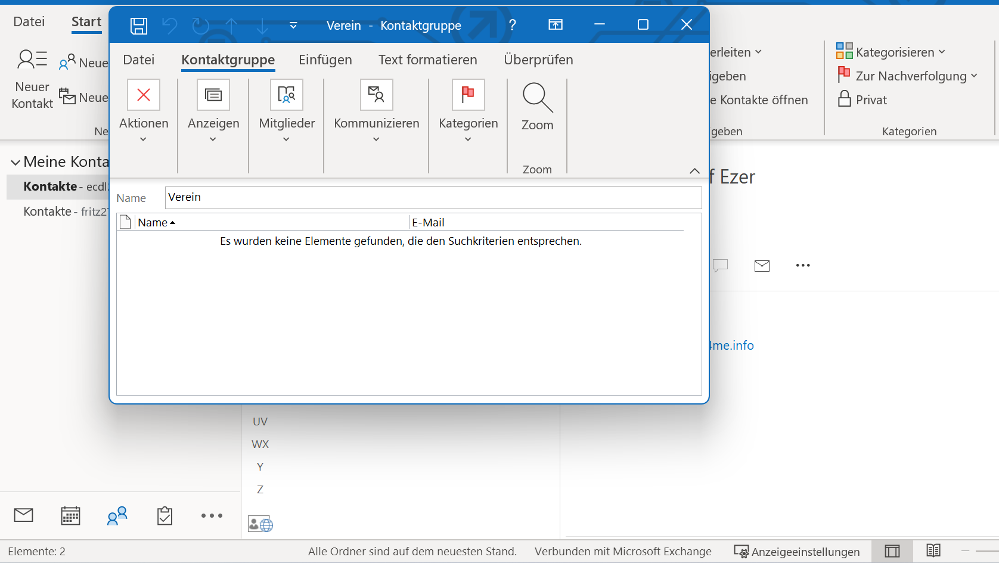 Datei
Start
Neuer
Kontakt
Neue
Neue
Ne
Meine Konta
Kontakte - ecdl
Kontakte - fritz2
Verein - Kontaktgruppe
?
Datei
Kontaktgruppe
Einfügen
Text formatieren
Überprüfen
Aktionen
Anzeigen
Mitglieder
Kommunizieren
Kategorien
Zoom
Zoom
Name
Verein
Name
E-Mail
Es wurden keine Elemente gefunden, die den Suchkriterien entsprechen.
erleiten
igeben
e Kontakte öffnen
geben
Kategorisieren
Zur Nachverfolgung
Privat
Kategorien
f Ezer
4me.info
UV
WX
Y
Z
Elemente: 2
Alle Ordner sind auf dem neuesten Stand.
Verbunden mit Microsoft Exchange
Anzeigeeinstellungen